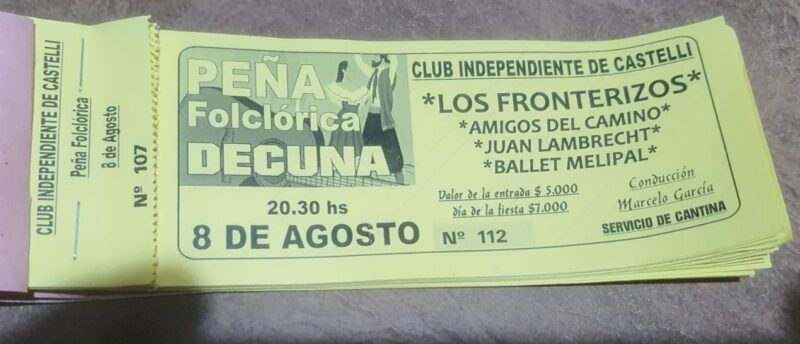 CLUB INDEPENDIENTE DE CASTELLI
Peña Folclórica
8 de Agosto
Nº 107
PEÑA
Folclórica
DECUNA
20.30 hs
8 DE AGOSTO
CLUB INDEPENDIENTE DE CASTELLI
*LOS FRONTERIZOS*
*AMIGOS DEL CAMINO*
*JUAN LAMBRECHT*
*BALLET MELIPAL*
Valor de la entrada $ 5.000
día de la fiesta $7.000
Conducción
Marcelo García
Nº 112
SERVICIO DE CANTINA